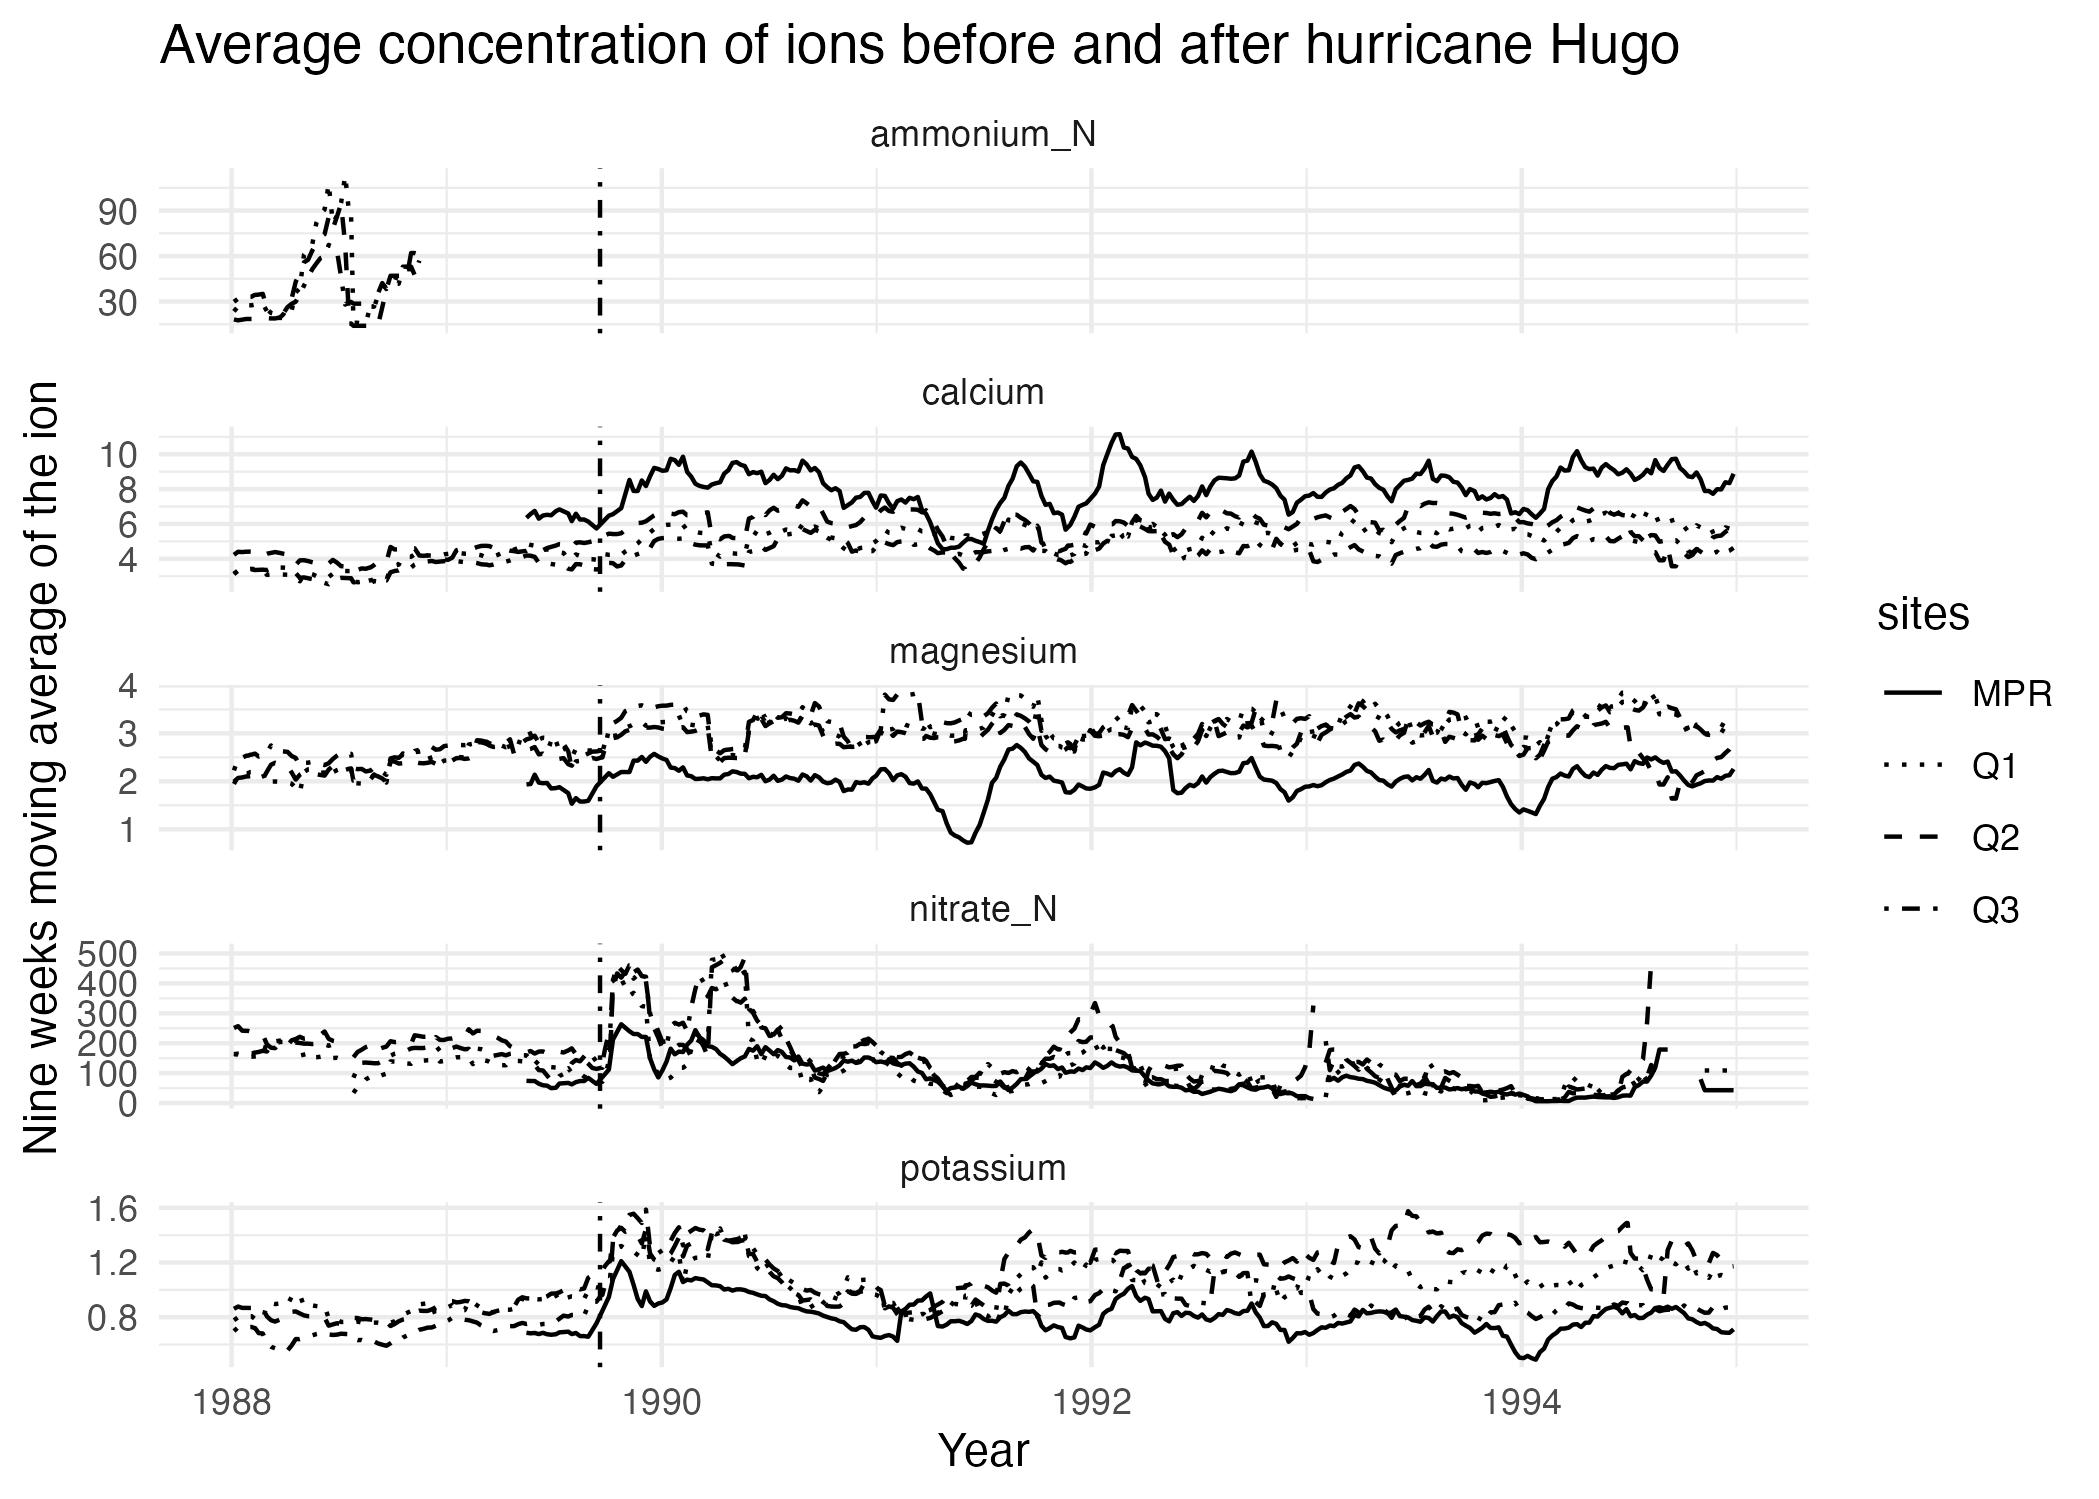 Average concentration of ions before and after hurricane Hugo
Nine weeks moving average of the ion
ammonium_N
90
60
30
calcium
10
8
6
4
magnesium
4
3
2
1
nitrate_N
500
400
300
200
100
0
potassium
1.6
1.2
0.8
1988
1990
1992
1994
Year
sites
MPR
Q1
Q2
Q3